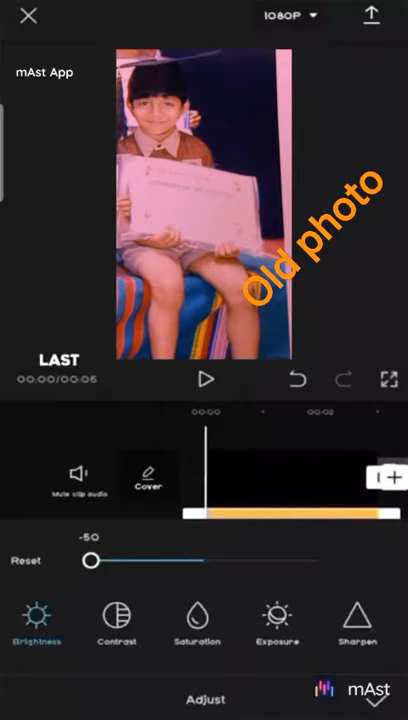 1080P
mAst App
Old photo
LAST
00:00/00:05
00:00
00:02
Mute clip audio
Cover
-50
Reset
Brightness
Contrast
Saturation
Exposure
Sharpen
Adjust
mAst